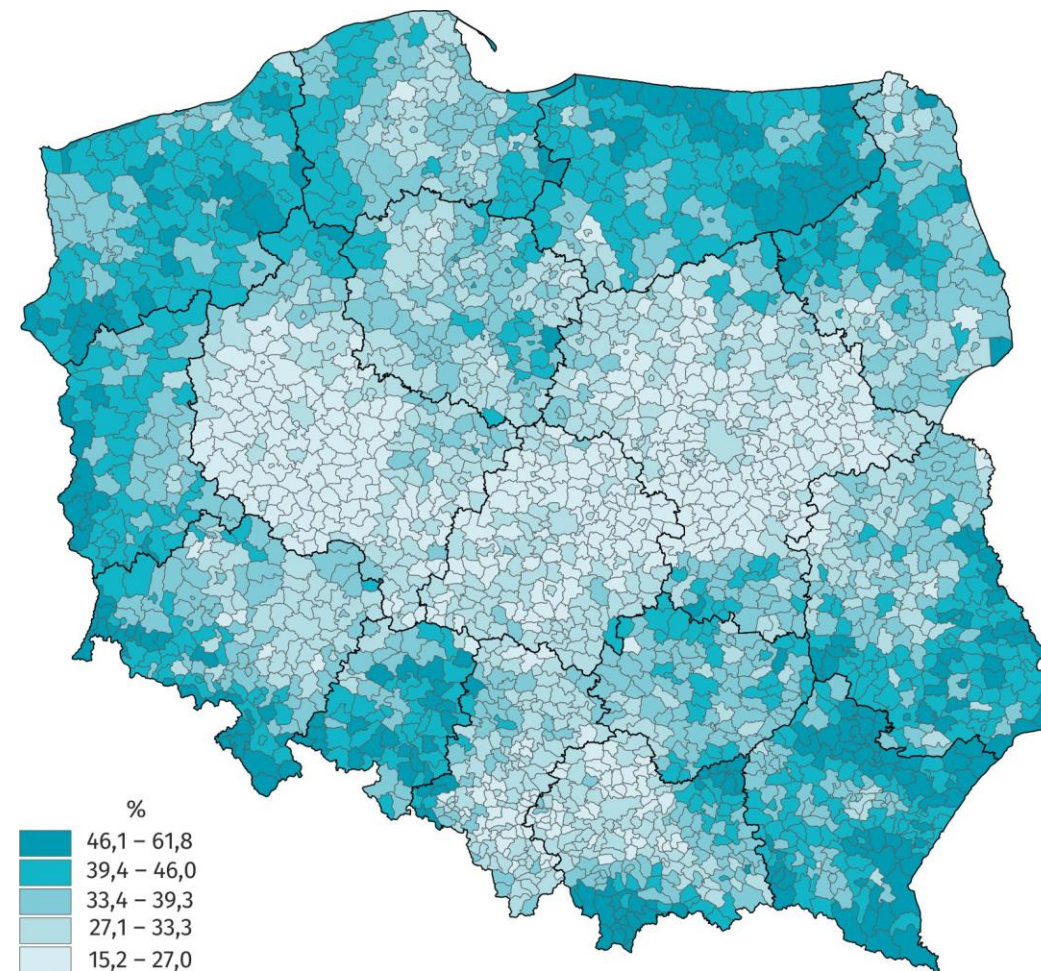 %
46,1 – 61,8
39,4 – 46,0
33,4 – 39,3
27,1 – 33,3
15,2 – 27,0